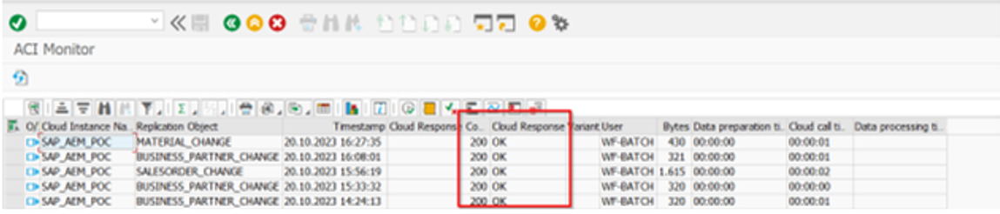 ACI Monitor
O/ Cloud Instance Na.. Replication Object Timestamp Cloud Response Co.. Cloud Response Variant User Bytes Data preparation ti.. Cloud call ti.. Data processing ti..
SAP_AEM_POC MATERIAL_CHANGE 20.10.2023 16:27:35 200 OK WF-BATCH 430 00:00:00 00:00:01
SAP_AEM_POC BUSINESS_PARTNER_CHANGE 20.10.2023 16:08:01 200 OK WF-BATCH 321 00:00:00 00:00:01
SAP_AEM_POC SALESORDER_CHANGE 20.10.2023 15:56:19 200 OK WF-BATCH 1.615 00:00:00 00:00:02
SAP_AEM_POC BUSINESS_PARTNER_CHANGE 20.10.2023 15:33:32 200 OK WF-BATCH 320 00:00:00 00:00:00
SAP_AEM_POC BUSINESS_PARTNER_CHANGE 20.10.2023 14:24:13 200 OK WF-BATCH 320 00:00:00 00:00:01